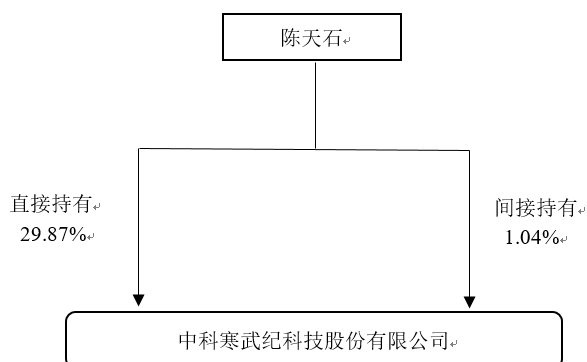 陈天石
直接持有
29.87%
间接持有
1.04%
中科寒武纪科技股份有限公司